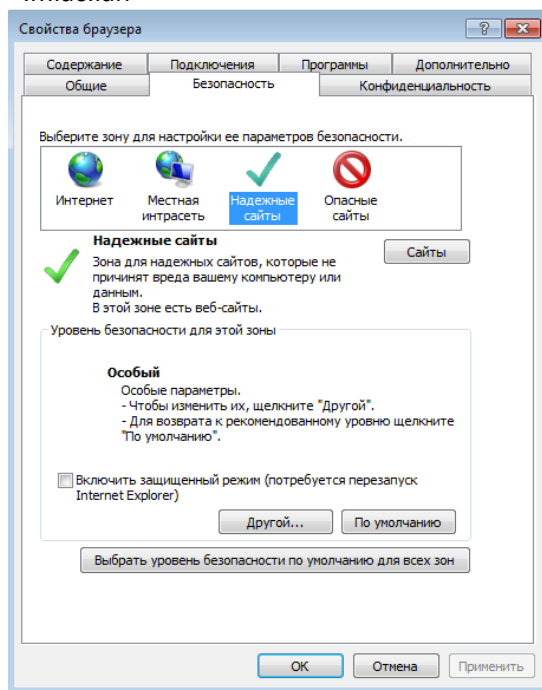 Свойства браузера
Содержание Подключения Программы Дополнительно
Общие Безопасность Конфиденциальность
Выберите зону для настройки ее параметров безопасности.
Интернет Местная интрасеть Надежные сайты Опасные сайты
Надежные сайты
Сайты
Зона для надежных сайтов, которые не
причинят вреда вашему компьютеру или
данным.
В этой зоне есть веб-сайты.
Уровень безопасности для этой зоны
Особый
Особые параметры.
- Чтобы изменить их, щелкните "Другой".
- Для возврата к рекомендованному уровню щелкните
"По умолчанию".
Включить защищенный режим (потребуется перезапуск
Internet Explorer)
Другой... По умолчанию
Выбрать уровень безопасности по умолчанию для всех зон
ОК Отмена Применить